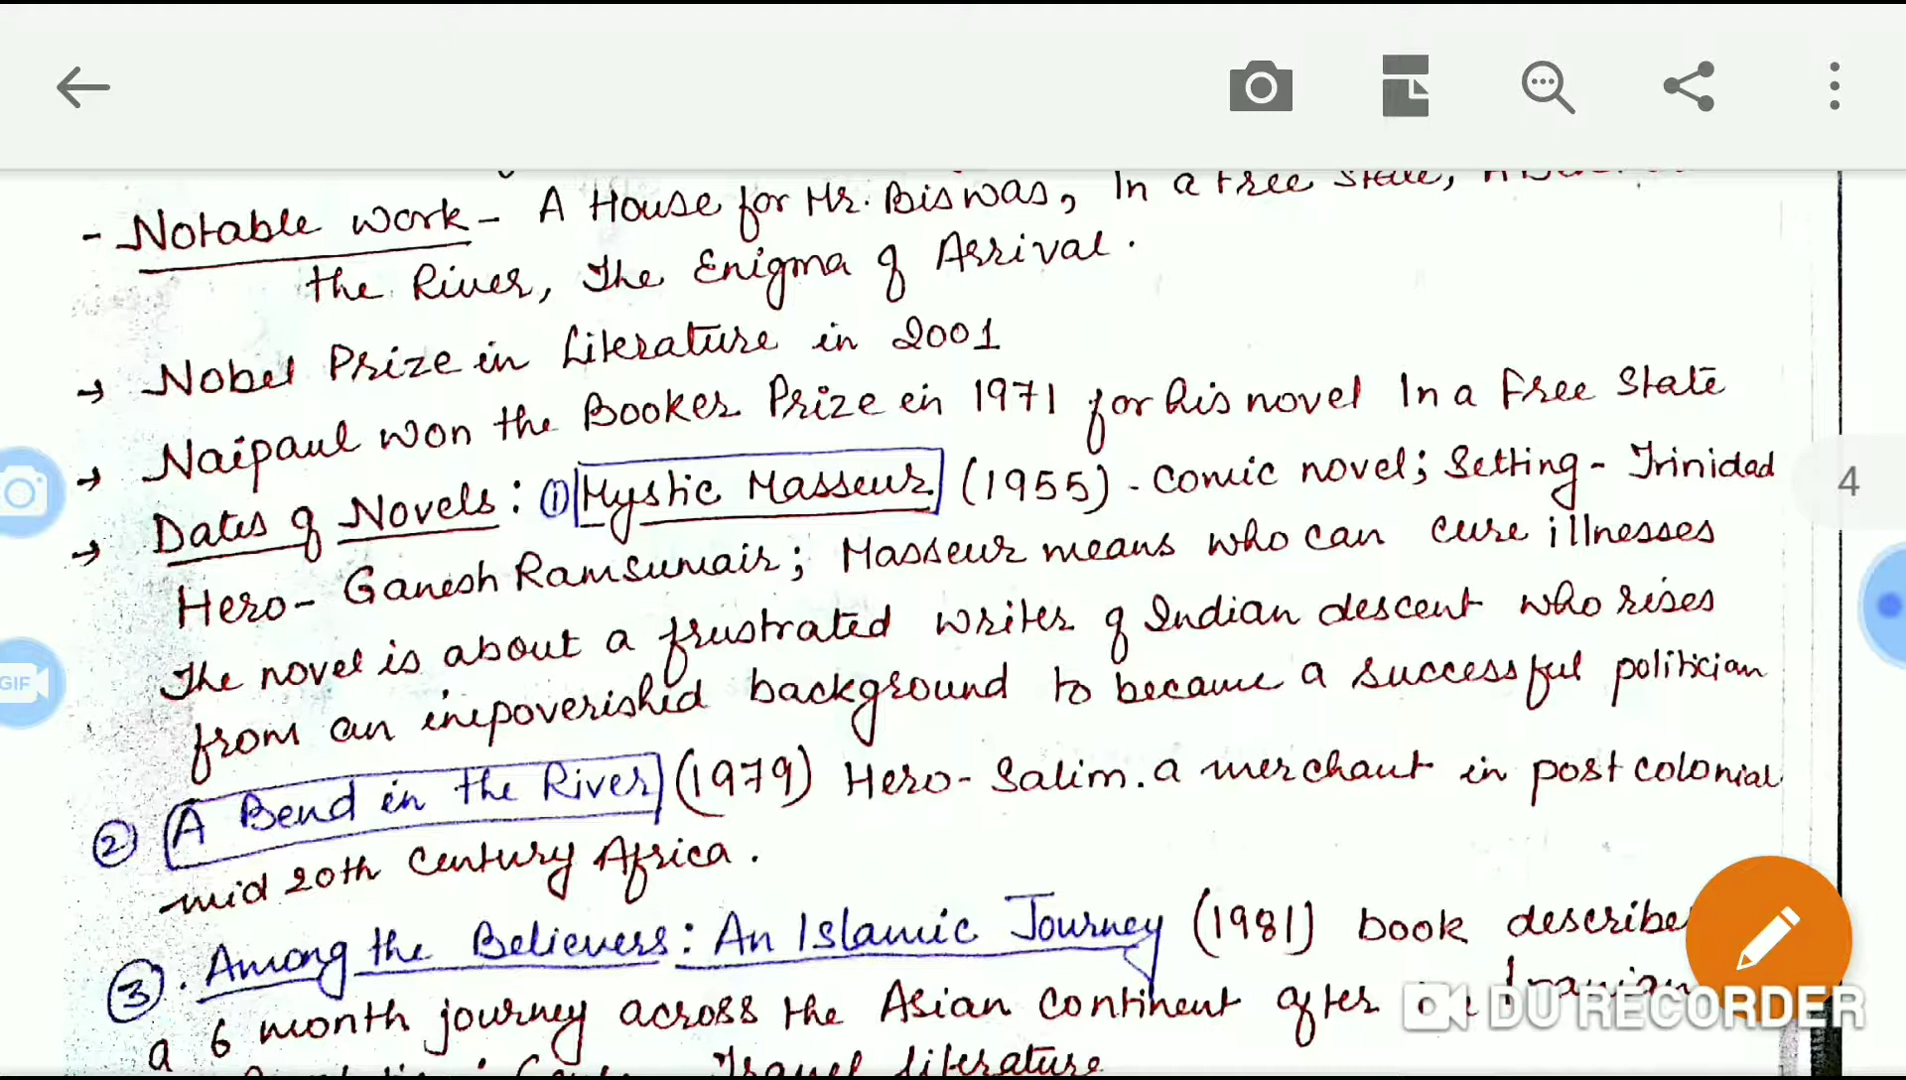 - Notable work - A House for Mr. Biswas, In a Free State,
the River, The Enigma of Arrival.
→ Nobel Prize in Literature in 2001
→ Naipaul won the Booker Prize in 1971 for his novel In a Free State
→ Dates of Novels : ① Mystic Masseur (1955) - comic novel; Setting - Trinidad
4
Hero - Ganesh Ramsumair; Masseur means who can cure illnesses
GIF
The novel is about a frustrated writer of Indian descent who rises
from an inepoverished background to became a successful politician
② A Bend in the River (1979) Hero - Salim. a merchant in post colonial
mid 20th Century Africa.
③. Among the Believers : An Islamic Journey (1981) book describe
a 6 month journey across the Asian Continent after Iranian
Travel literature
DU RECORDER